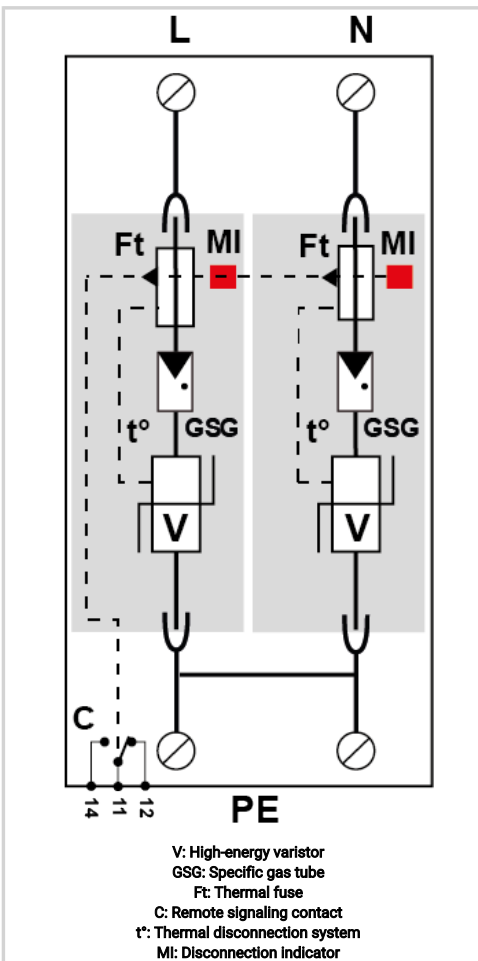 L N
Ft MI Ft MI
t° GSG t° GSG
V V
C
14 11 12
PE
V: High-energy varistor
GSG: Specific gas tube
Ft: Thermal fuse
C: Remote signaling contact
t°: Thermal disconnection system
MI: Disconnection indicator